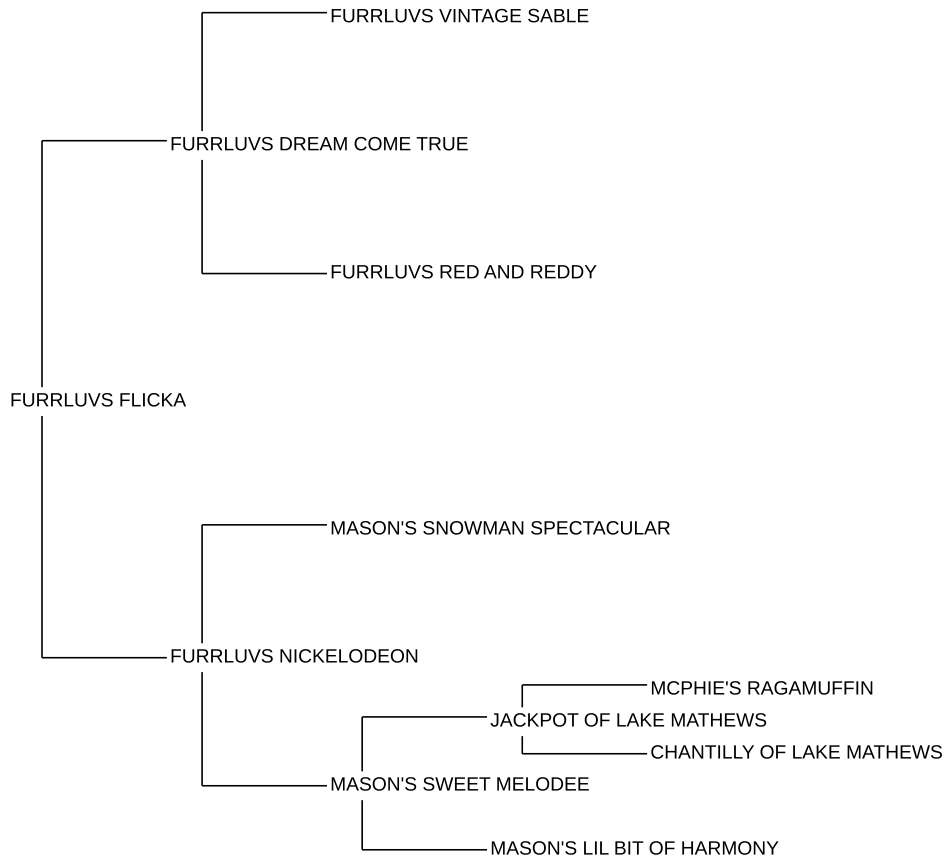 FURRLUVS VINTAGE SABLE
FURRLUVS DREAM COME TRUE
FURRLUVS RED AND REDDY
FURRLUVS FLICKA
MASON'S SNOWMAN SPECTACULAR
FURRLUVS NICKELODEON
MCPHIE'S RAGAMUFFIN
JACKPOT OF LAKE MATHEWS
CHANTILLY OF LAKE MATHEWS
MASON'S SWEET MELODEE
MASON'S LIL BIT OF HARMONY